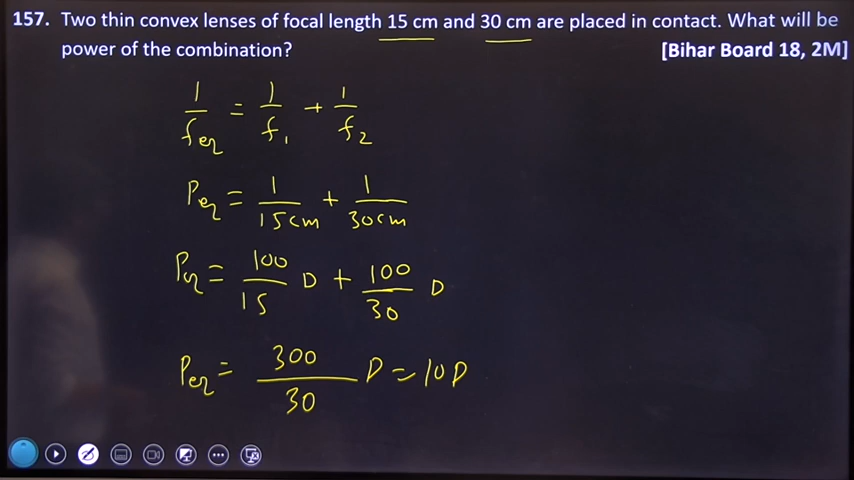 157. Two thin convex lenses of focal length 15 cm and 30 cm are placed in contact. What will be
power of the combination? [Bihar Board 18, 2M]
1/feq = 1/f1 + 1/f2
Peq = 1/15cm + 1/30cm
Peq = 100/15 D + 100/30 D
Peq = 300/30 D = 10D